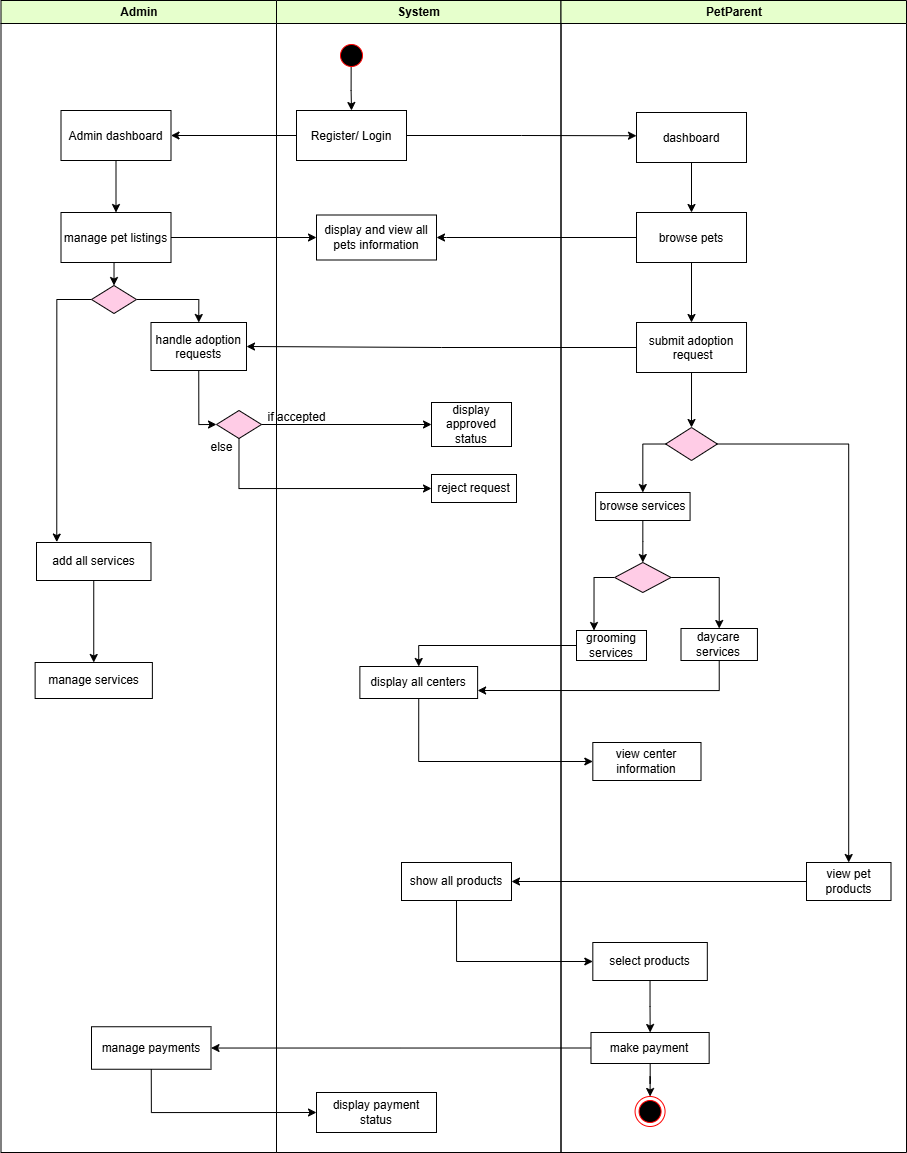 Admin
System
PetParent
Admin dashboard
Register/ Login
dashboard
manage pet listings
display and view all
pets information
browse pets
handle adoption
requests
submit adoption
request
if accepted
display
approved
status
else
reject request
browse services
add all services
grooming
services
daycare
services
manage services
display all centers
view center
information
show all products
view pet
products
select products
manage payments
make payment
display payment
status